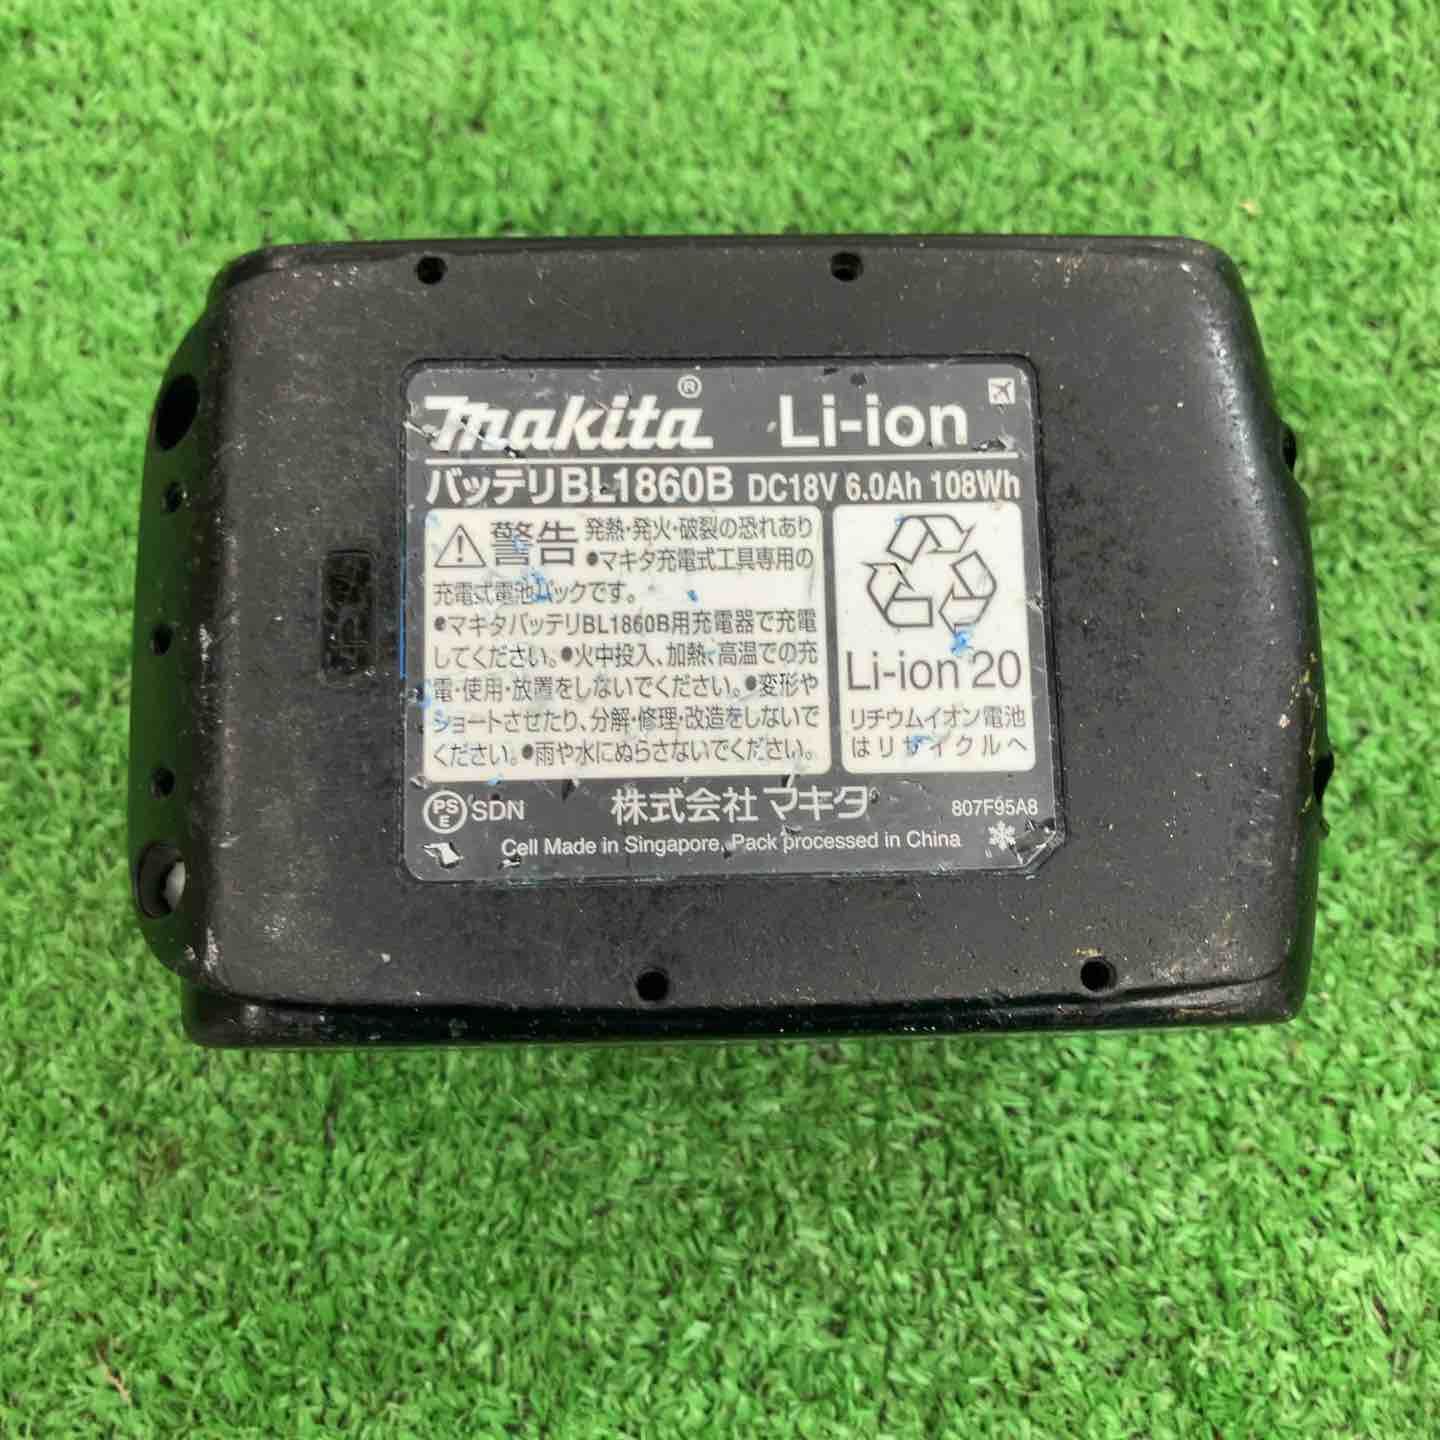 makita® Li-ion
バッテリBL1860B DC18V 6.0Ah 108Wh
警告 発熱・発火・破裂の恐れあり
●マキタ充電式工具専用の
充電式電池パックです。
●マキタバッテリBL1860B用充電器で充電
してください。●火中投入、加熱、高温での充
電・使用・放置をしないでください。●変形や
ショートさせたり、分解・修理・改造をしないで
ください。●雨や水にぬらさないでください。
Li-ion 20
リチウムイオン電池
はリサイクルへ
PSE SDN 株式会社マキタ 807F95A8
Cell Made in Singapore, Pack processed in China